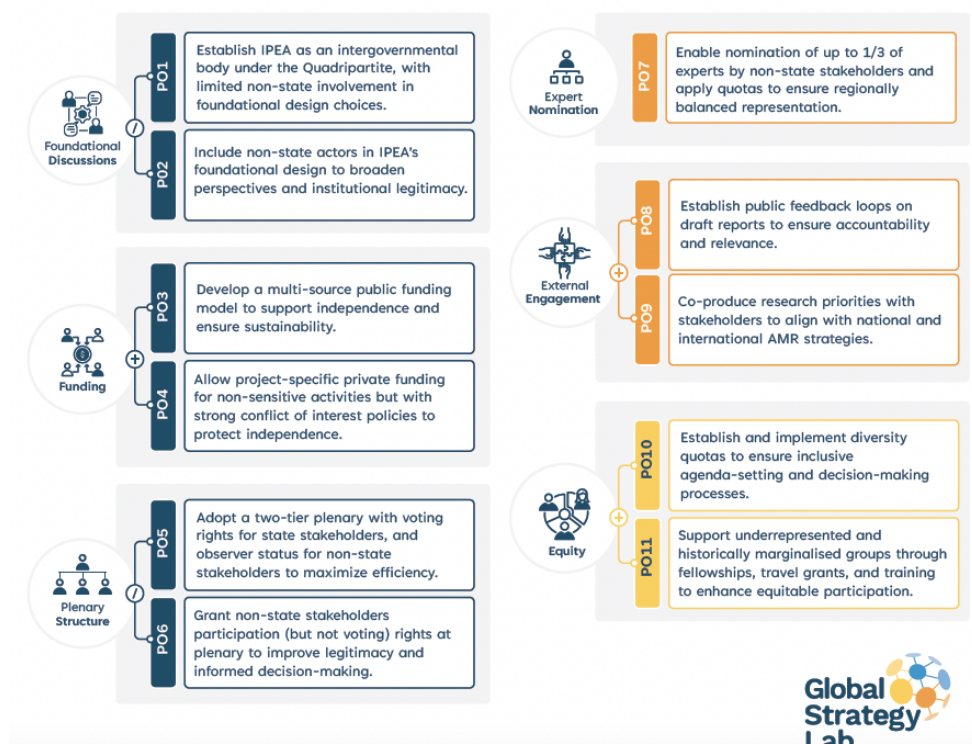 Foundational
Discussions
/
PO1
Establish IPEA as an intergovernmental
body under the Quadripartite, with
limited non-state involvement in
foundational design choices.
PO2
Include non-state actors in IPEA's
foundational design to broaden
perspectives and institutional legitimacy.
Funding
+
PO3
Develop a multi-source public funding
model to support independence and
ensure sustainability.
PO4
Allow project-specific private funding
for non-sensitive activities but with
strong conflict of interest policies to
protect independence.
Plenary
Structure
/
PO5
Adopt a two-tier plenary with voting
rights for state stakeholders, and
observer status for non-state
stakeholders to maximize efficiency.
PO6
Grant non-state stakeholders
participation (but not voting) rights at
plenary to improve legitimacy and
informed decision-making.
Expert
Nomination
PO7
Enable nomination of up to 1/3 of
experts by non-state stakeholders and
apply quotas to ensure regionally
balanced representation.
External
Engagement
+
PO8
Establish public feedback loops on
draft reports to ensure accountability
and relevance.
PO9
Co-produce research priorities with
stakeholders to align with national and
international AMR strategies.
Equity
+
PO10
Establish and implement diversity
quotas to ensure inclusive
agenda-setting and decision-making
processes.
PO11
Support underrepresented and
historically marginalised groups through
fellowships, travel grants, and training
to enhance equitable participation.
Global
Strategy
Lab